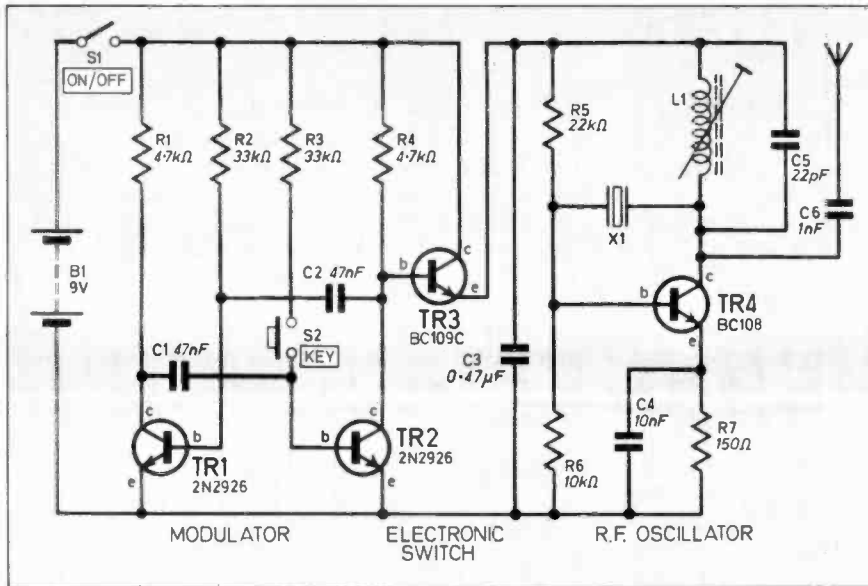 S1
ON/OFF
R1
4·7kΩ
R2
33kΩ
R3
33kΩ
R4
4·7kΩ
R5
22kΩ
L1
C5
22pF
C6
1nF
X1
B1
9V
C2 47nF
b
c
e
TR3
BC109C
b
c
e
TR4
BC108
S2
KEY
C1 47nF
C3
0·47µF
C4
10nF
R7
150Ω
R6
10kΩ
c
b
e
TR1
2N2926
b
c
e
TR2
2N2926
MODULATOR
ELECTRONIC
SWITCH
R.F. OSCILLATOR